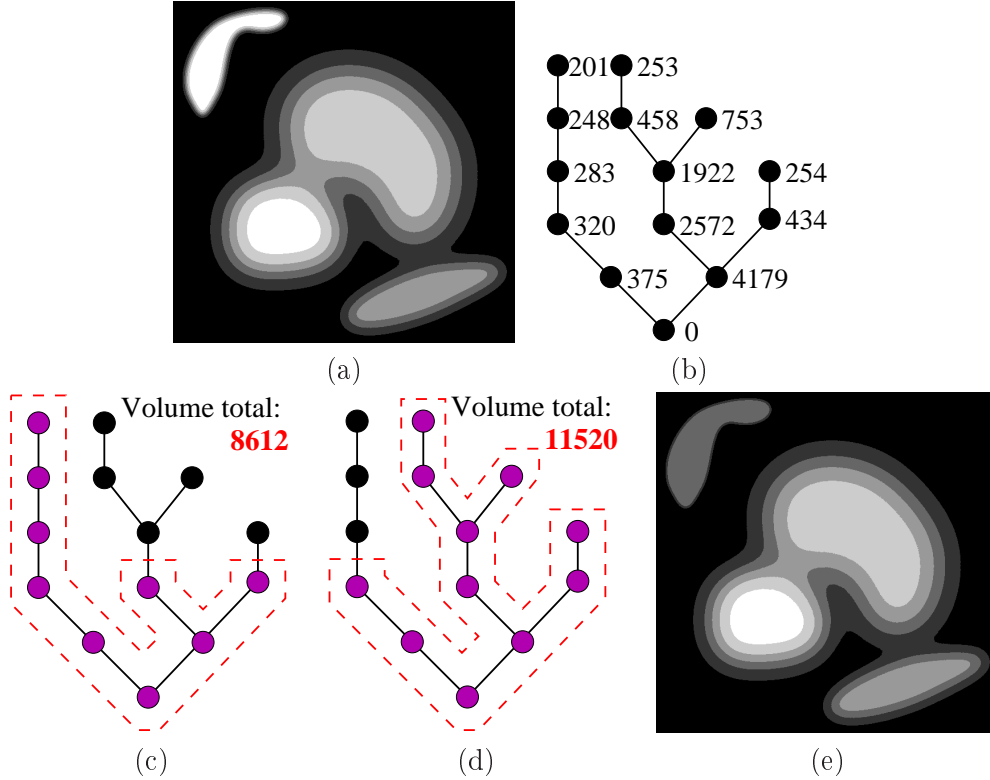 201 253
248 458 753
283 1922 254
320 2572 434
375 4179
0
(a) (b)
Volume total:
8612
Volume total:
11520
(c) (d) (e)